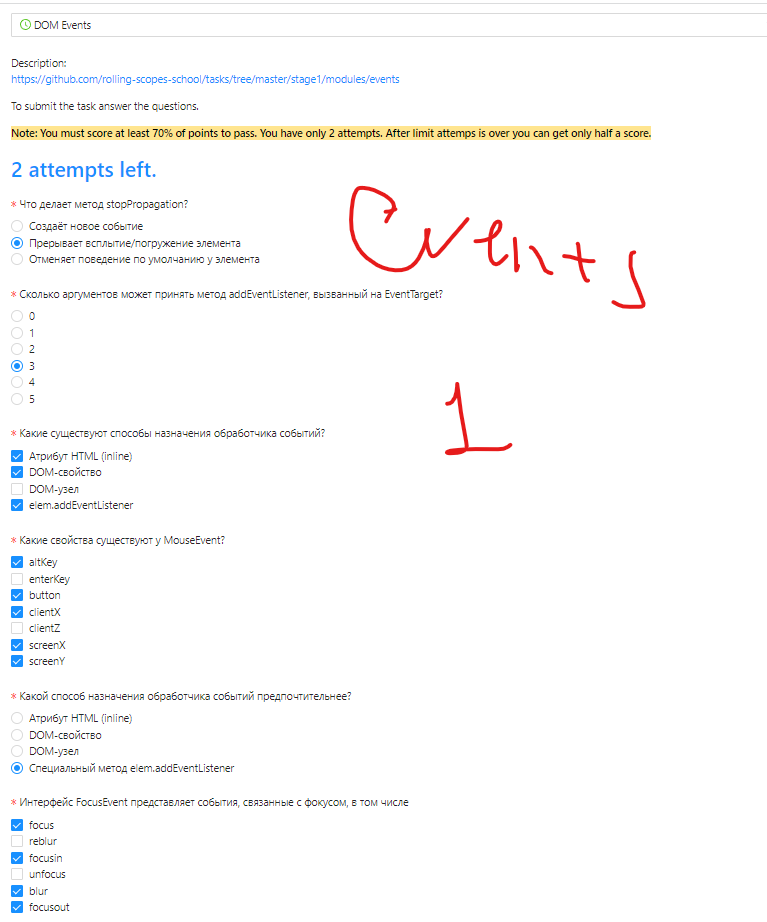 DOM Events
Description:
https://github.com/rolling-scopes-school/tasks/tree/master/stage1/modules/events
To submit the task answer the questions.
Note: You must score at least 70% of points to pass. You have only 2 attempts. After limit attemps is over you can get only half a score.
2 attempts left.
* Что делает метод stopPropagation?
Создаёт новое событие
Прерывает всплытие/погружение элемента
Отменяет поведение по умолчанию у элемента
Events
* Сколько аргументов может принять метод addEventListener, вызванный на EventTarget?
0
1
2
3
4
5
1
* Какие существуют способы назначения обработчика событий?
Атрибут HTML (inline)
DOM-свойство
DOM-узел
elem.addEventListener
* Какие свойства существуют у MouseEvent?
altKey
enterKey
button
clientX
clientZ
screenX
screenY
* Какой способ назначения обработчика событий предпочтительнее?
Атрибут HTML (inline)
DOM-свойство
DOM-узел
Специальный метод elem.addEventListener
* Интерфейс FocusEvent представляет события, связанные с фокусом, в том числе
focus
reblur
focusin
unfocus
blur
focusout